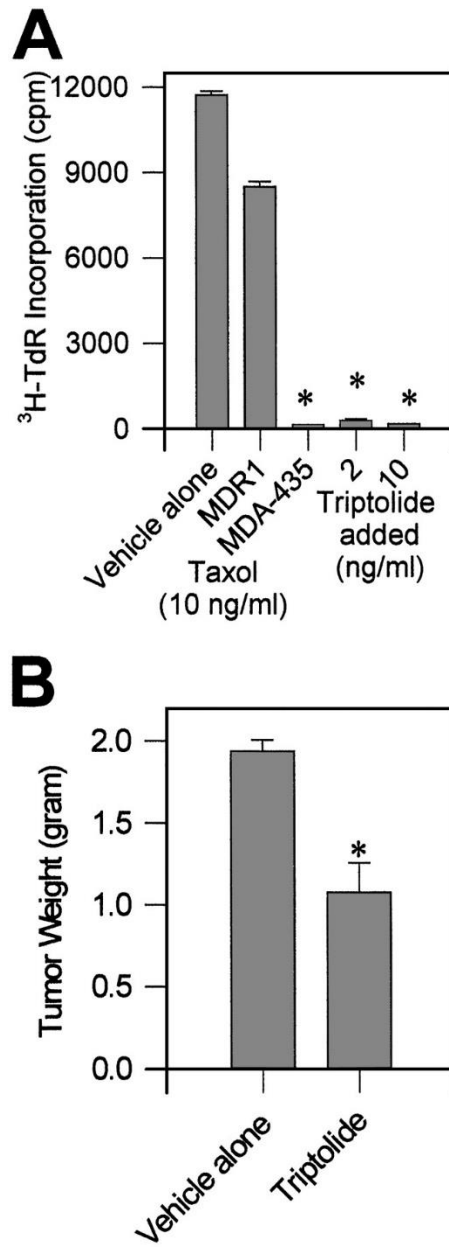 A
³H-TdR Incorporation (cpm)
12000
9000
6000
3000
0
*
*
*
Vehicle alone
MDR1
MDA-435
2
10
Taxol
(10 ng/ml)
Triptolide
added
(ng/ml)
B
Tumor Weight (gram)
2.0
1.5
1.0
0.5
0.0
*
Vehicle alone
Triptolide